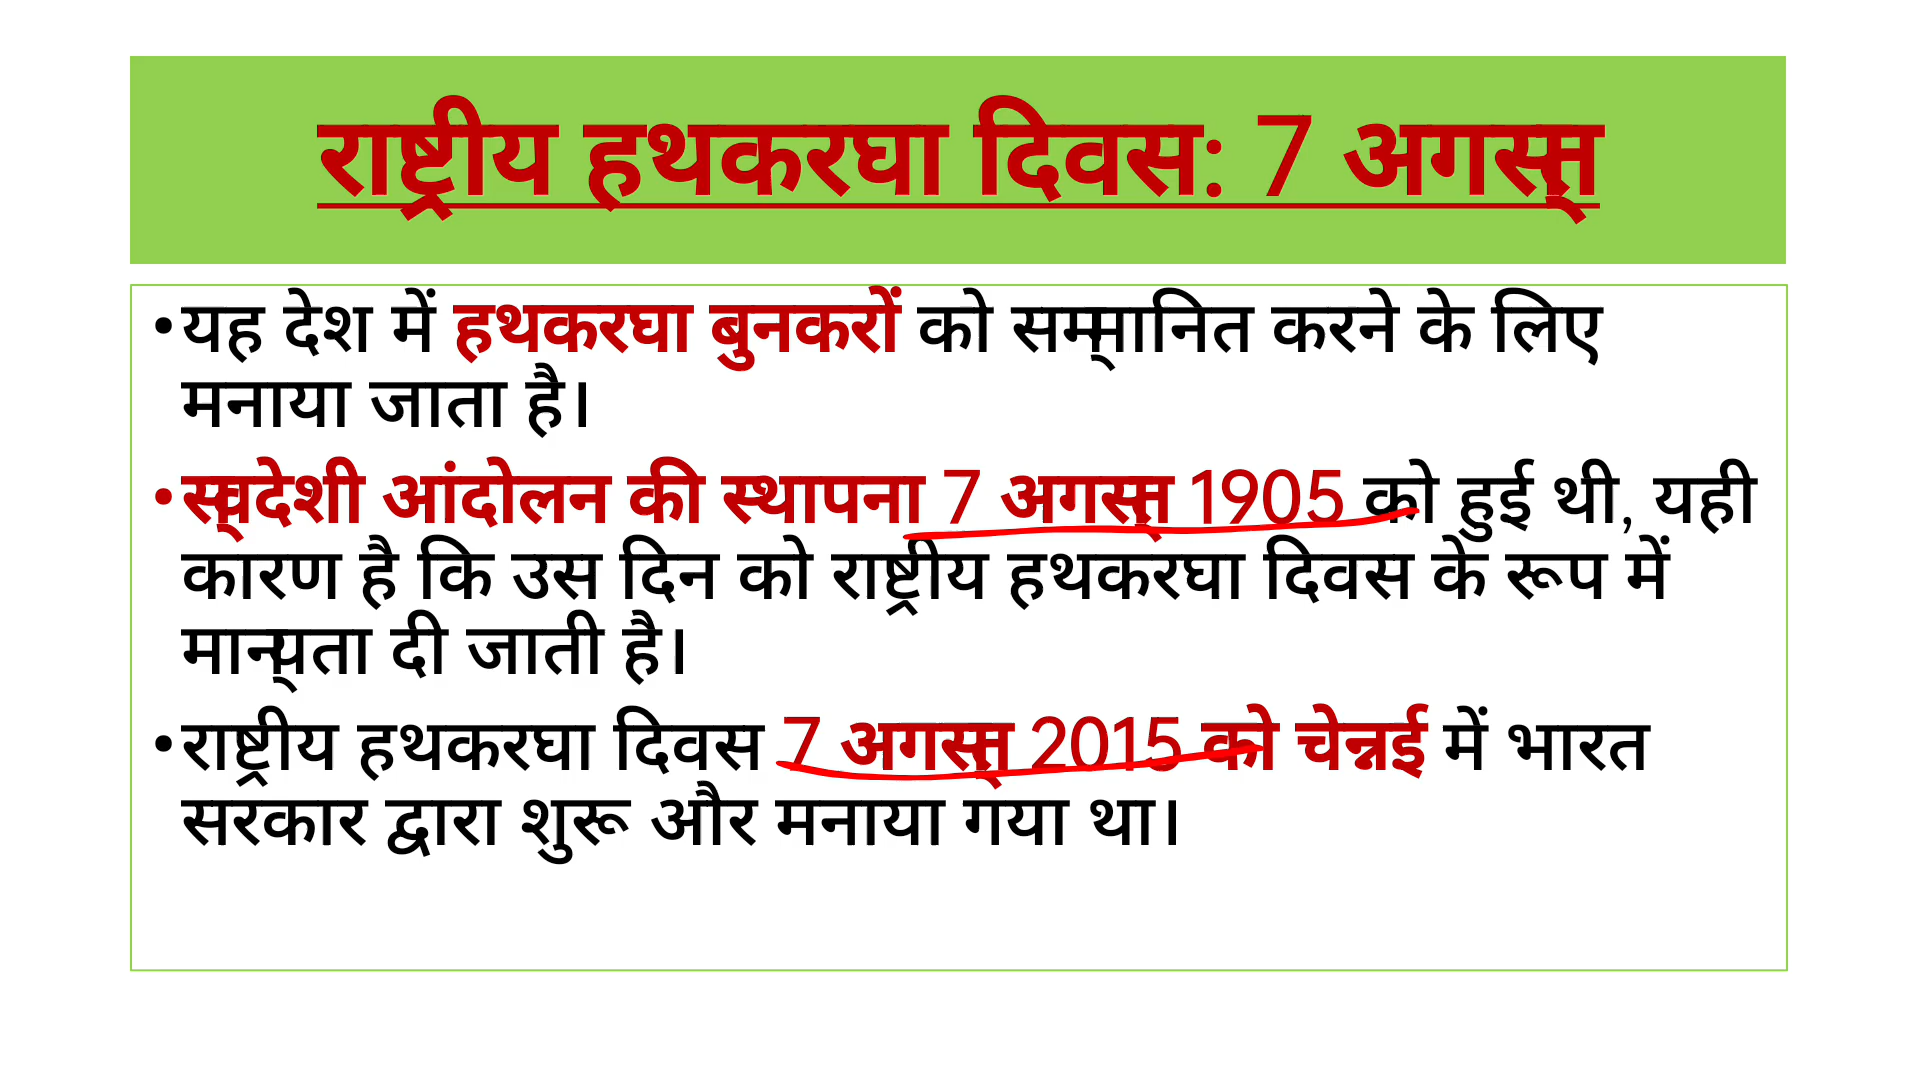 राष्ट्रीय हथकरघा दिवस: 7 अगस्त
•यह देश में हथकरघा बुनकरों को सम्मानित करने के लिए
मनाया जाता है।
•स्वदेशी आंदोलन की स्थापना 7 अगस्त 1905 को हुई थी, यही
कारण है कि उस दिन को राष्ट्रीय हथकरघा दिवस के रूप में
मान्यता दी जाती है।
•राष्ट्रीय हथकरघा दिवस 7 अगस्त 2015 को चेन्नई में भारत
सरकार द्वारा शुरू और मनाया गया था।